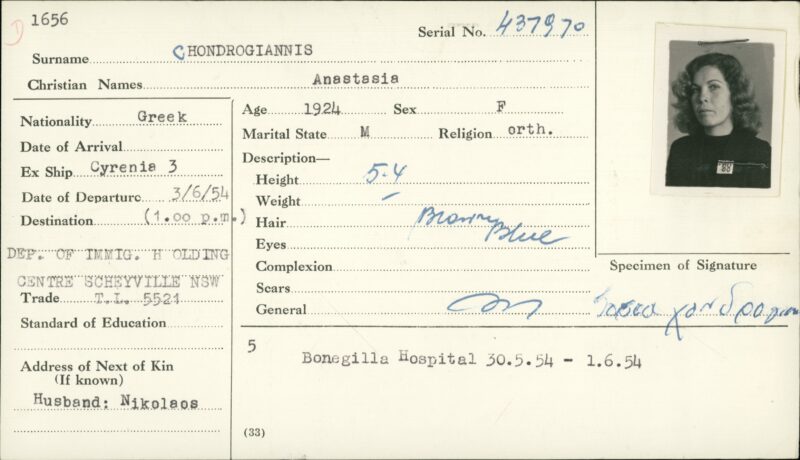 D 1656
Serial No. 437970
Surname CHONDROGIANNIS
Christian Names Anastasia
Nationality Greek
Date of Arrival
Ex Ship Cyrenia 3
Date of Departure 3/6/54
Destination (1.00 p.m.)
DEP. OF IMMIG. H OLDING
CENTRE SCHEYVILLE NSW
Trade T.L. 5521
Standard of Education
Address of Next of Kin
(If known)
Husband: Nikolaos
Age 1924 Sex F
Marital State M Religion orth.
Description—
Height 5-4
Weight –
Hair Brown
Eyes Blue
Complexion
Scars
General
5
Bonegilla Hospital 30.5.54 - 1.6.54
(33)
Specimen of Signature